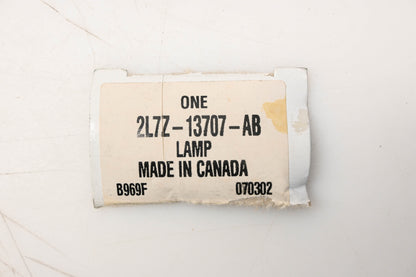 ONE
2L7Z-13707-AB
LAMP
MADE IN CANADA
B969F 070302